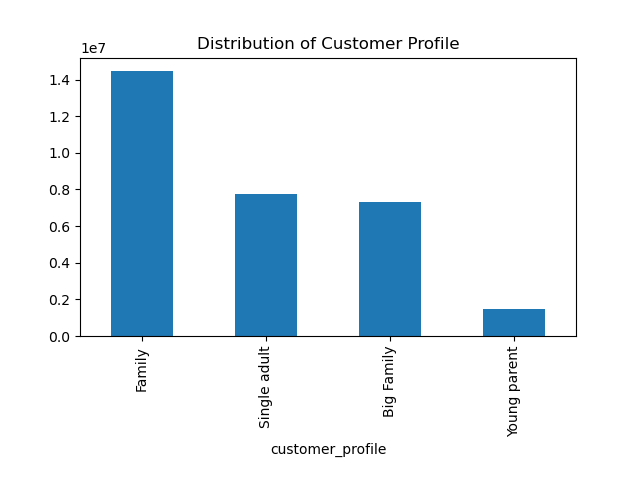 Distribution of Customer Profile
1e7
1.4
1.2
1.0
0.8
0.6
0.4
0.2
0.0
Family
Single adult
Big Family
Young parent
customer_profile